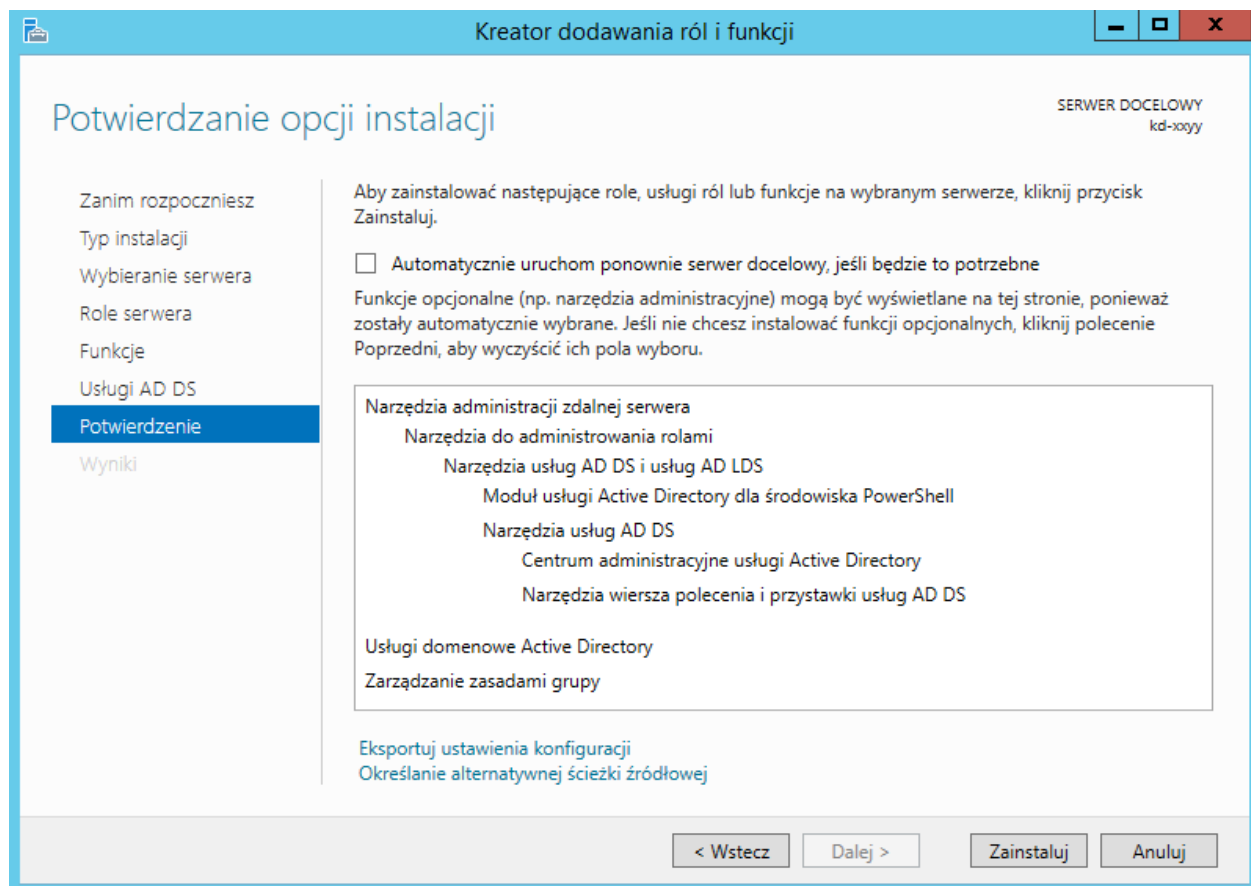 Kreator dodawania ról i funkcji
Potwierdzanie opcji instalacji
SERWER DOCELOWY
kd-xxyy
Zanim rozpoczniesz
Typ instalacji
Wybieranie serwera
Role serwera
Funkcje
Usługi AD DS
Potwierdzenie
Wyniki
Aby zainstalować następujące role, usługi ról lub funkcje na wybranym serwerze, kliknij przycisk
Zainstaluj.
Automatycznie uruchom ponownie serwer docelowy, jeśli będzie to potrzebne
Funkcje opcjonalne (np. narzędzia administracyjne) mogą być wyświetlane na tej stronie, ponieważ
zostały automatycznie wybrane. Jeśli nie chcesz instalować funkcji opcjonalnych, kliknij polecenie
Poprzedni, aby wyczyścić ich pola wyboru.
Narzędzia administracji zdalnej serwera
Narzędzia do administrowania rolami
Narzędzia usług AD DS i usług AD LDS
Moduł usługi Active Directory dla środowiska PowerShell
Narzędzia usług AD DS
Centrum administracyjne usługi Active Directory
Narzędzia wiersza polecenia i przystawki usług AD DS
Usługi domenowe Active Directory
Zarządzanie zasadami grupy
Eksportuj ustawienia konfiguracji
Określanie alternatywnej ścieżki źródłowej
< Wstecz
Dalej >
Zainstaluj
Anuluj